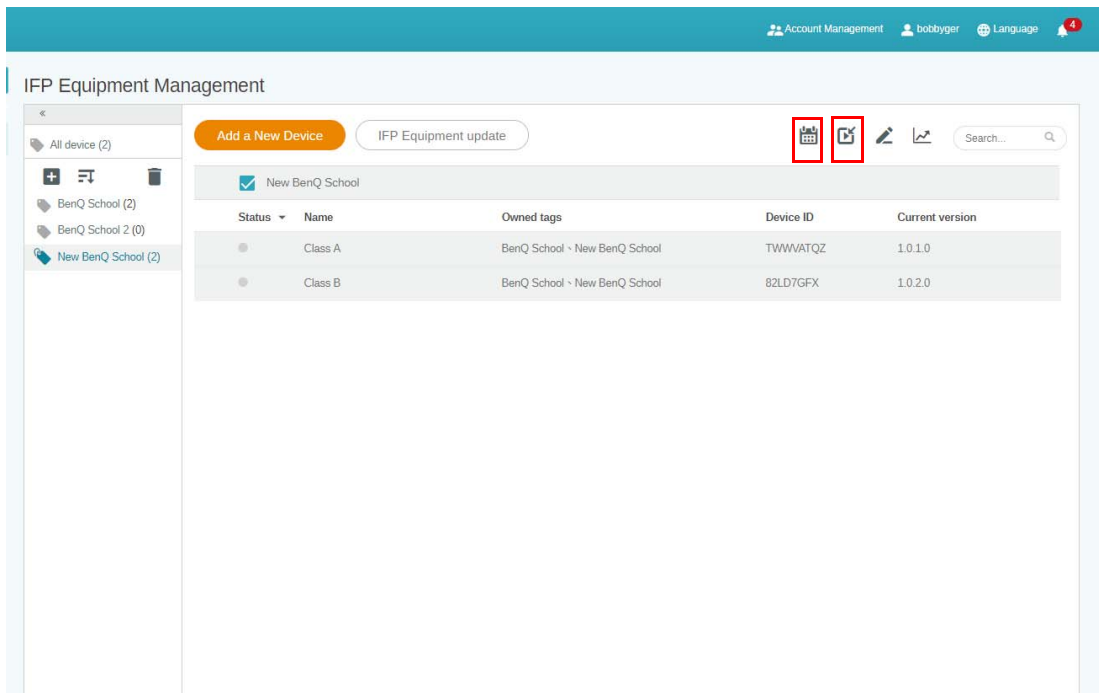 Account Management bobbyger Language 4
IFP Equipment Management
«
All device (2)
BenQ School (2)
BenQ School 2 (0)
New BenQ School (2)
Add a New Device IFP Equipment update Search...
New BenQ School
Status Name Owned tags Device ID Current version
Class A BenQ School、New BenQ School TWWVATQZ 1.0.1.0
Class B BenQ School、New BenQ School 82LD7GFX 1.0.2.0